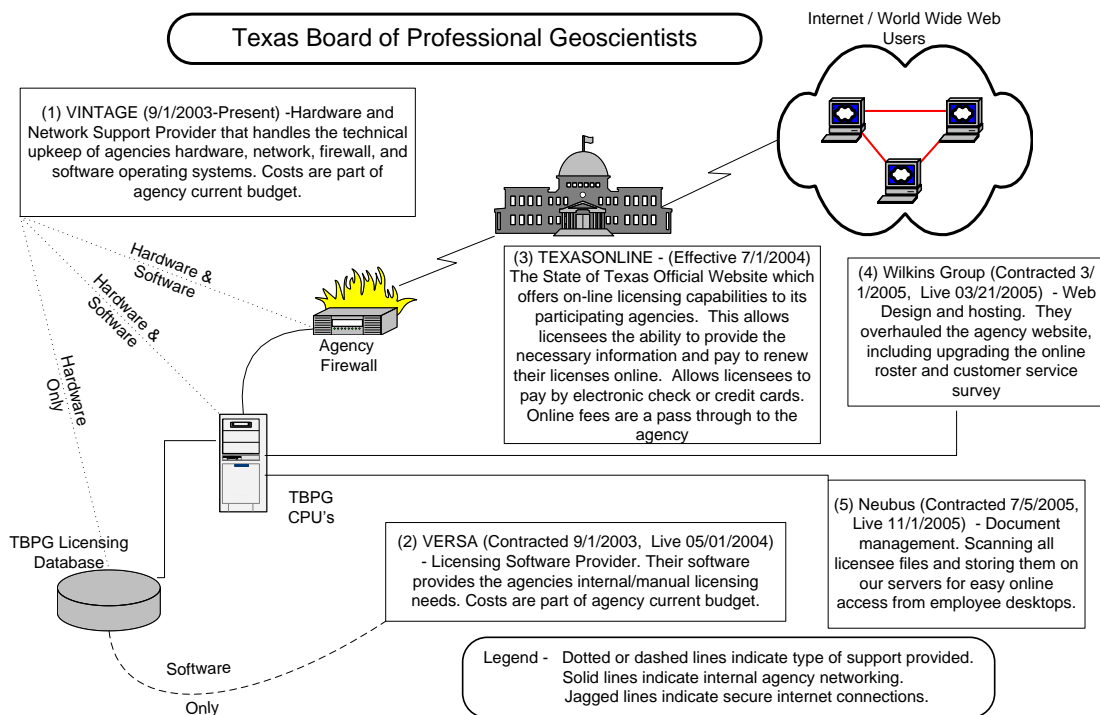 Texas Board of Professional Geoscientists
Internet / World Wide Web
Users
(1) VINTAGE (9/1/2003-Present) -Hardware and
Network Support Provider that handles the technical
upkeep of agencies hardware, network, firewall, and
software operating systems. Costs are part of
agency current budget.
Hardware &
Software
Hardware &
Software
Hardware
Only
Agency
Firewall
(3) TEXASONLINE - (Effective 7/1/2004)
The State of Texas Official Website which
offers on-line licensing capabilities to its
participating agencies.  This allows
licensees the ability to provide the
necessary information and pay to renew
their licenses online.  Allows licensees to
pay by electronic check or credit cards.
Online fees are a pass through to the
agency
(4) Wilkins Group (Contracted 3/
1/2005,  Live 03/21/2005)  - Web
Design and hosting.  They
overhauled the agency website,
including upgrading the online
roster and customer service
survey
TBPG
CPU's
TBPG Licensing
Database
(2) VERSA (Contracted 9/1/2003,  Live 05/01/2004)
- Licensing Software Provider. Their software
provides the agencies internal/manual licensing
needs. Costs are part of agency current budget.
(5) Neubus (Contracted 7/5/2005,
Live 11/1/2005)  - Document
management. Scanning all
licensee files and storing them on
our servers for easy online
access from employee desktops.
Software
Only
Legend -   Dotted or dashed lines indicate type of support provided.
Solid lines indicate internal agency networking.
Jagged lines indicate secure internet connections.